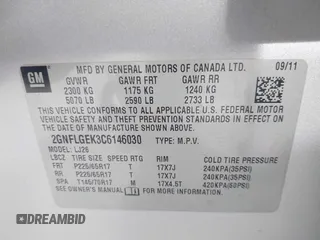 GM
MFD BY GENERAL MOTORS OF CANADA LTD. 09/11
GVWR GAWR FRT GAWR RR
2300 KG 1175 KG 1240 KG
5070 LB 2590 LB 2733 LB
THIS VEHICLE CONFORMS TO ALL APPLICABLE U.S. FEDERAL MOTOR
VEHICLE SAFETY AND THEFT PREVENTION STANDARDS IN EFFECT ON THE DATE OF
MANUFACTURE SHOWN ABOVE.
2GNFLGEK3C6146030 TYPE: M.P.V.
MODEL: LJ26
LBCZ TIRE SIZE SPEED RTG RIM COLD TIRE PRESSURE
FRT P225/65R17 T 17X7J 240KPA(35PSI)
RR P225/65R17 T 17X7J 240KPA(35PSI)
SPA T145/70R17 M 17X4.5T 420KPA(60PSI)
SEE OWNER'S MANUAL